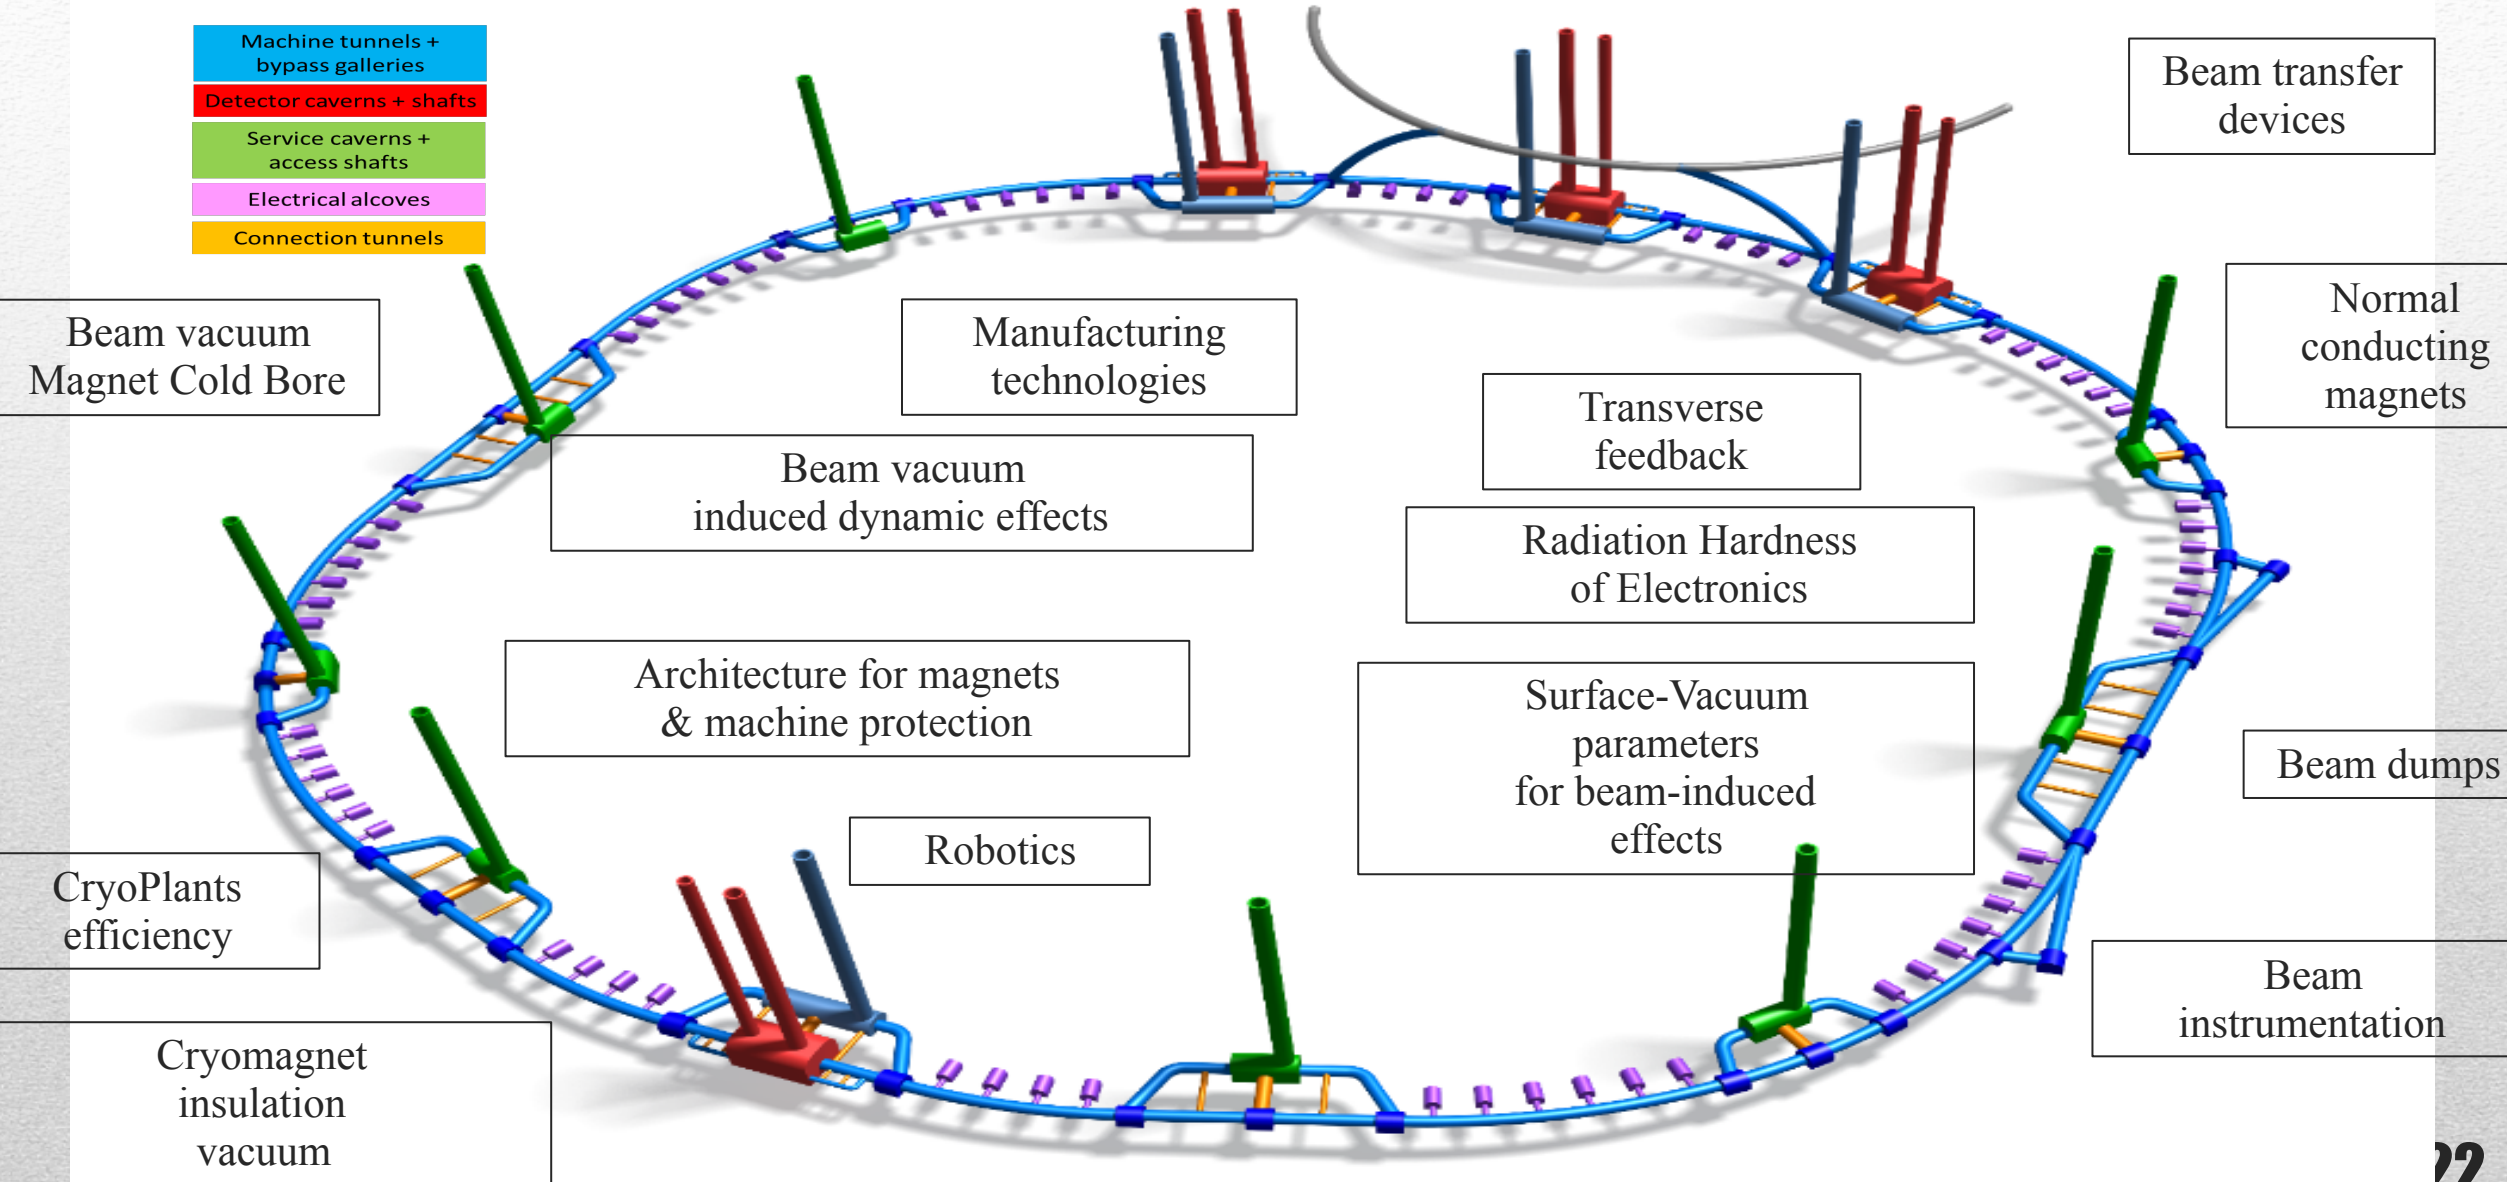 Machine tunnels +
bypass galleries
Detector caverns + shafts
Service caverns +
access shafts
Electrical alcoves
Connection tunnels
Beam transfer
devices
Beam vacuum
Magnet Cold Bore
Manufacturing
technologies
Normal
conducting
magnets
Transverse
feedback
Beam vacuum
induced dynamic effects
Radiation Hardness
of Electronics
Architecture for magnets
& machine protection
Surface-Vacuum
parameters
for beam-induced
effects
Beam dumps
Robotics
CryoPlants
efficiency
Beam
instrumentation
Cryomagnet
insulation
vacuum
22